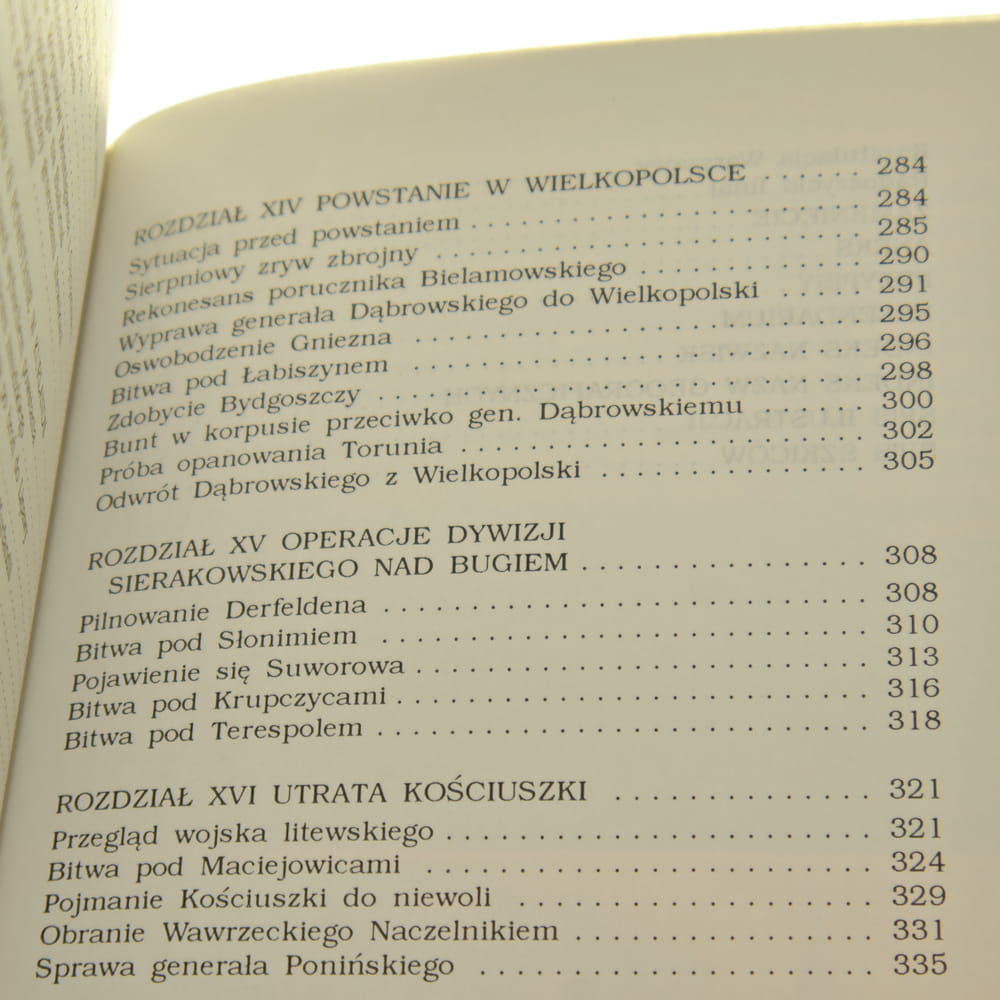 ROZDZIAŁ XIV POWSTANIE W WIELKOPOLSCE . . . . . . 284
Sytuacja przed powstaniem . . . . . . . . . . . . . . . . . . . . . 284
Sierpniowy zryw zbrojny . . . . . . . . . . . . . . . . . . . . . . . 285
Rekonesans porucznika Bielamowskiego . . . . . . . . . . . . 290
Wyprawa generała Dąbrowskiego do Wielkopolski . . . . . 291
Oswobodzenie Gniezna . . . . . . . . . . . . . . . . . . . . . . . . 295
Bitwa pod Łabiszynem . . . . . . . . . . . . . . . . . . . . . . . . 296
Zdobycie Bydgoszczy . . . . . . . . . . . . . . . . . . . . . . . . . 298
Bunt w korpusie przeciwko gen. Dąbrowskiemu . . . . . . 300
Próba opanowania Torunia . . . . . . . . . . . . . . . . . . . . . 302
Odwrót Dąbrowskiego z Wielkopolski . . . . . . . . . . . . . . 305
ROZDZIAŁ XV OPERACJE DYWIZJI
SIERAKOWSKIEGO NAD BUGIEM . . . . . . . . . . . . . . . 308
Pilnowanie Derfeldena . . . . . . . . . . . . . . . . . . . . . . . . . 308
Bitwa pod Słonimiem . . . . . . . . . . . . . . . . . . . . . . . . . 310
Pojawienie się Suworowa . . . . . . . . . . . . . . . . . . . . . . . 313
Bitwa pod Krupczycami . . . . . . . . . . . . . . . . . . . . . . . . 316
Bitwa pod Terespolem . . . . . . . . . . . . . . . . . . . . . . . . . 318
ROZDZIAŁ XVI UTRATA KOŚCIUSZKI . . . . . . . . . . . . 321
Przegląd wojska litewskiego . . . . . . . . . . . . . . . . . . . . 321
Bitwa pod Maciejowicami . . . . . . . . . . . . . . . . . . . . . 324
Pojmanie Kościuszki do niewoli . . . . . . . . . . . . . . . . . 329
Obranie Wawrzeckiego Naczelnikiem . . . . . . . . . . . . . . 331
Sprawa generała Ponińskiego . . . . . . . . . . . . . . . . . . . 335